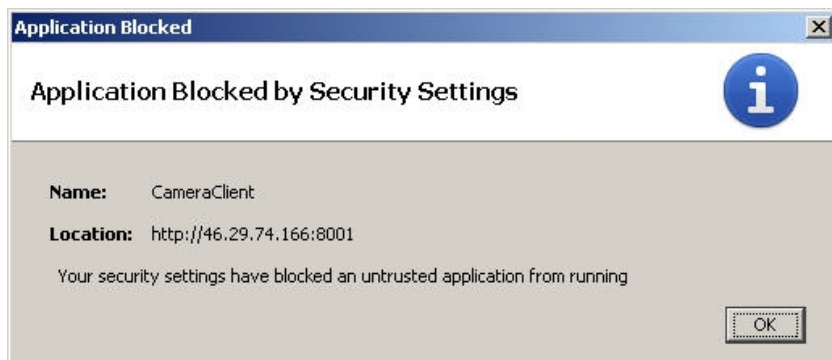 Application Blocked
Application Blocked by Security Settings
Name: CameraClient
Location: http://46.29.74.166:8001
Your security settings have blocked an untrusted application from running
OK